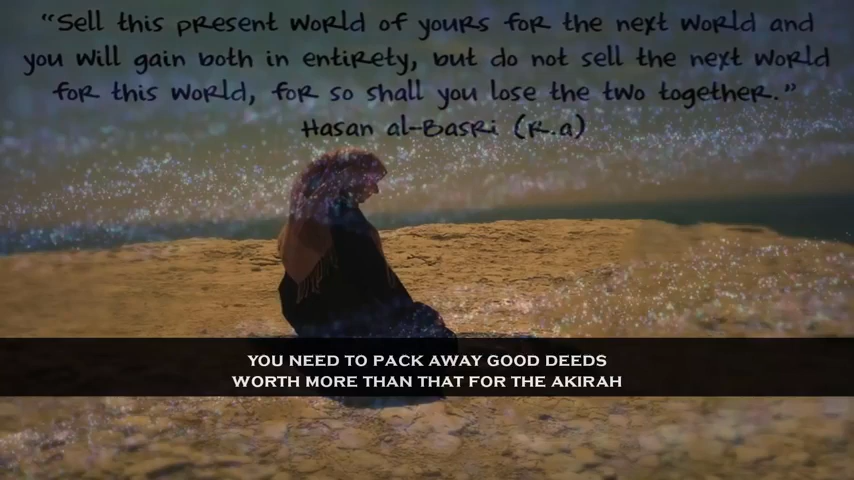 "Sell this present world of yours for the next world and
you will gain both in entirety, but do not sell the next world
for this world, for so shall you lose the two together."
Hasan al-Basri (R.a)
YOU NEED TO PACK AWAY GOOD DEEDS
WORTH MORE THAN THAT FOR THE AKIRAH